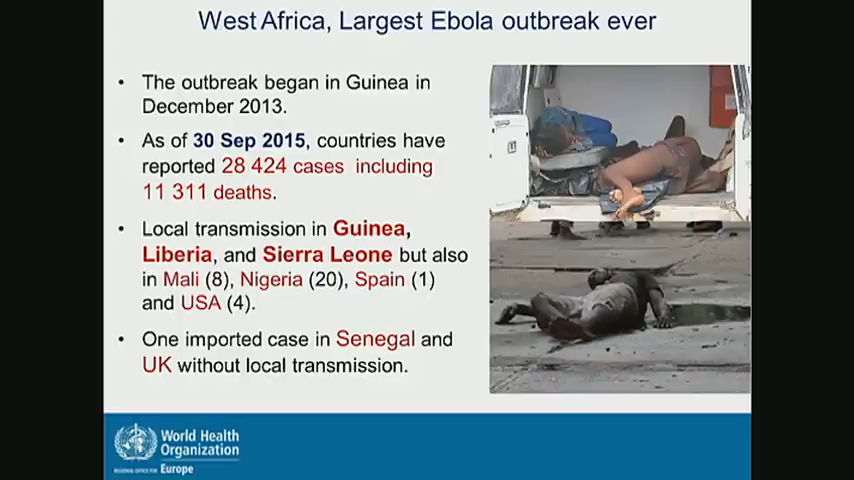 West Africa, Largest Ebola outbreak ever
• The outbreak began in Guinea in
December 2013.
• As of 30 Sep 2015, countries have
reported 28 424 cases including
11 311 deaths.
• Local transmission in Guinea,
Liberia, and Sierra Leone but also
in Mali (8), Nigeria (20), Spain (1)
and USA (4).
• One imported case in Senegal and
UK without local transmission.
World Health
Organization
REGIONAL OFFICE FOR Europe